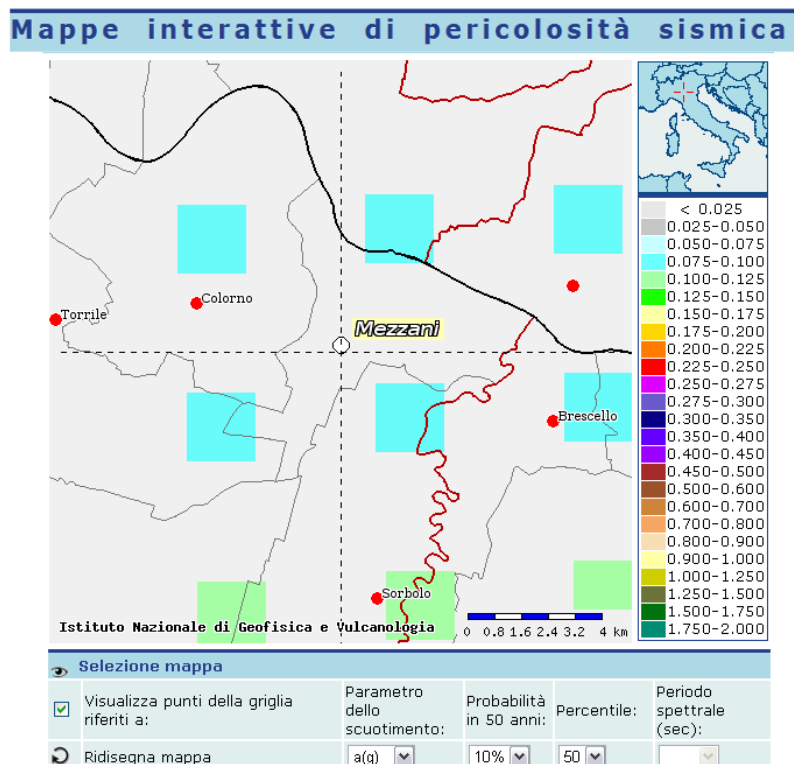 Mappe interattive di pericolosità sismica
Torrile
Colorno
Mezzani
Brescello
Sorbolo
Istituto Nazionale di Geofisica e Vulcanologia
0 0.8 1.6 2.4 3.2 4 km
< 0.025
0.025-0.050
0.050-0.075
0.075-0.100
0.100-0.125
0.125-0.150
0.150-0.175
0.175-0.200
0.200-0.225
0.225-0.250
0.250-0.275
0.275-0.300
0.300-0.350
0.350-0.400
0.400-0.450
0.450-0.500
0.500-0.600
0.600-0.700
0.700-0.800
0.800-0.900
0.900-1.000
1.000-1.250
1.250-1.500
1.500-1.750
1.750-2.000
Selezione mappa
Visualizza punti della griglia
riferiti a:
Parametro
dello
scuotimento:
Probabilità
in 50 anni:
Percentile:
Periodo
spettrale
(sec):
Ridisegna mappa
a(g)
10%
50